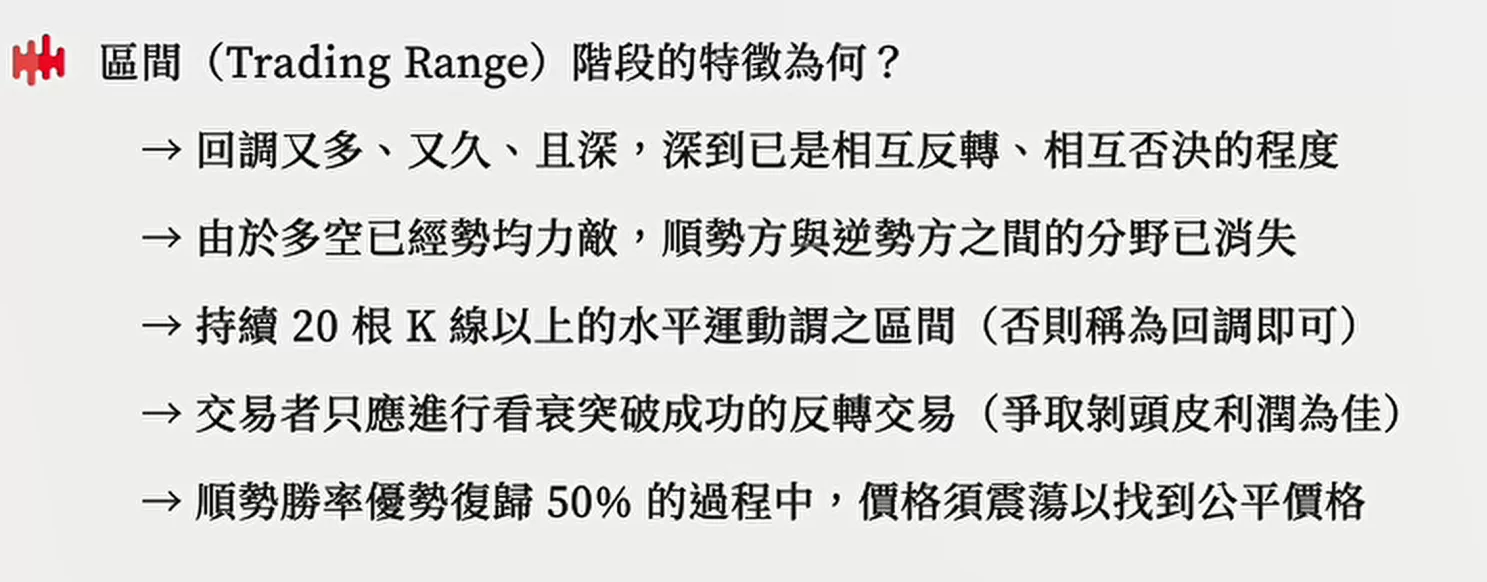 區間（Trading Range）階段的特徵為何？
→ 回調又多、又久、且深，深到已是相互反轉、相互否決的程度
→ 由於多空已經勢均力敵，順勢方與逆勢方之間的分野已消失
→ 持續 20 根 K 線以上的水平運動謂之區間（否則稱為回調即可）
→ 交易者只應進行看衰突破成功的反轉交易（爭取剝頭皮利潤為佳）
→ 順勢勝率優勢復歸 50% 的過程中，價格須震蕩以找到公平價格